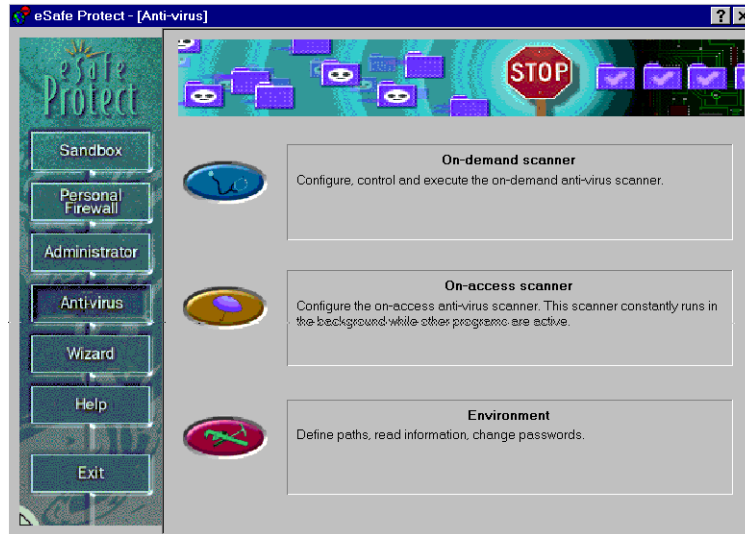 eSafe Protect - [Anti-virus]
eSafe
Protect
STOP
Sandbox
Personal
Firewall
Administrator
Anti-virus
Wizard
Help
Exit
On-demand scanner
Configure, control and execute the on-demand anti-virus scanner.
On-access scanner
Configure the on-access anti-virus scanner. This scanner constantly runs in
the background while other programs are active.
Environment
Define paths, read information, change passwords.